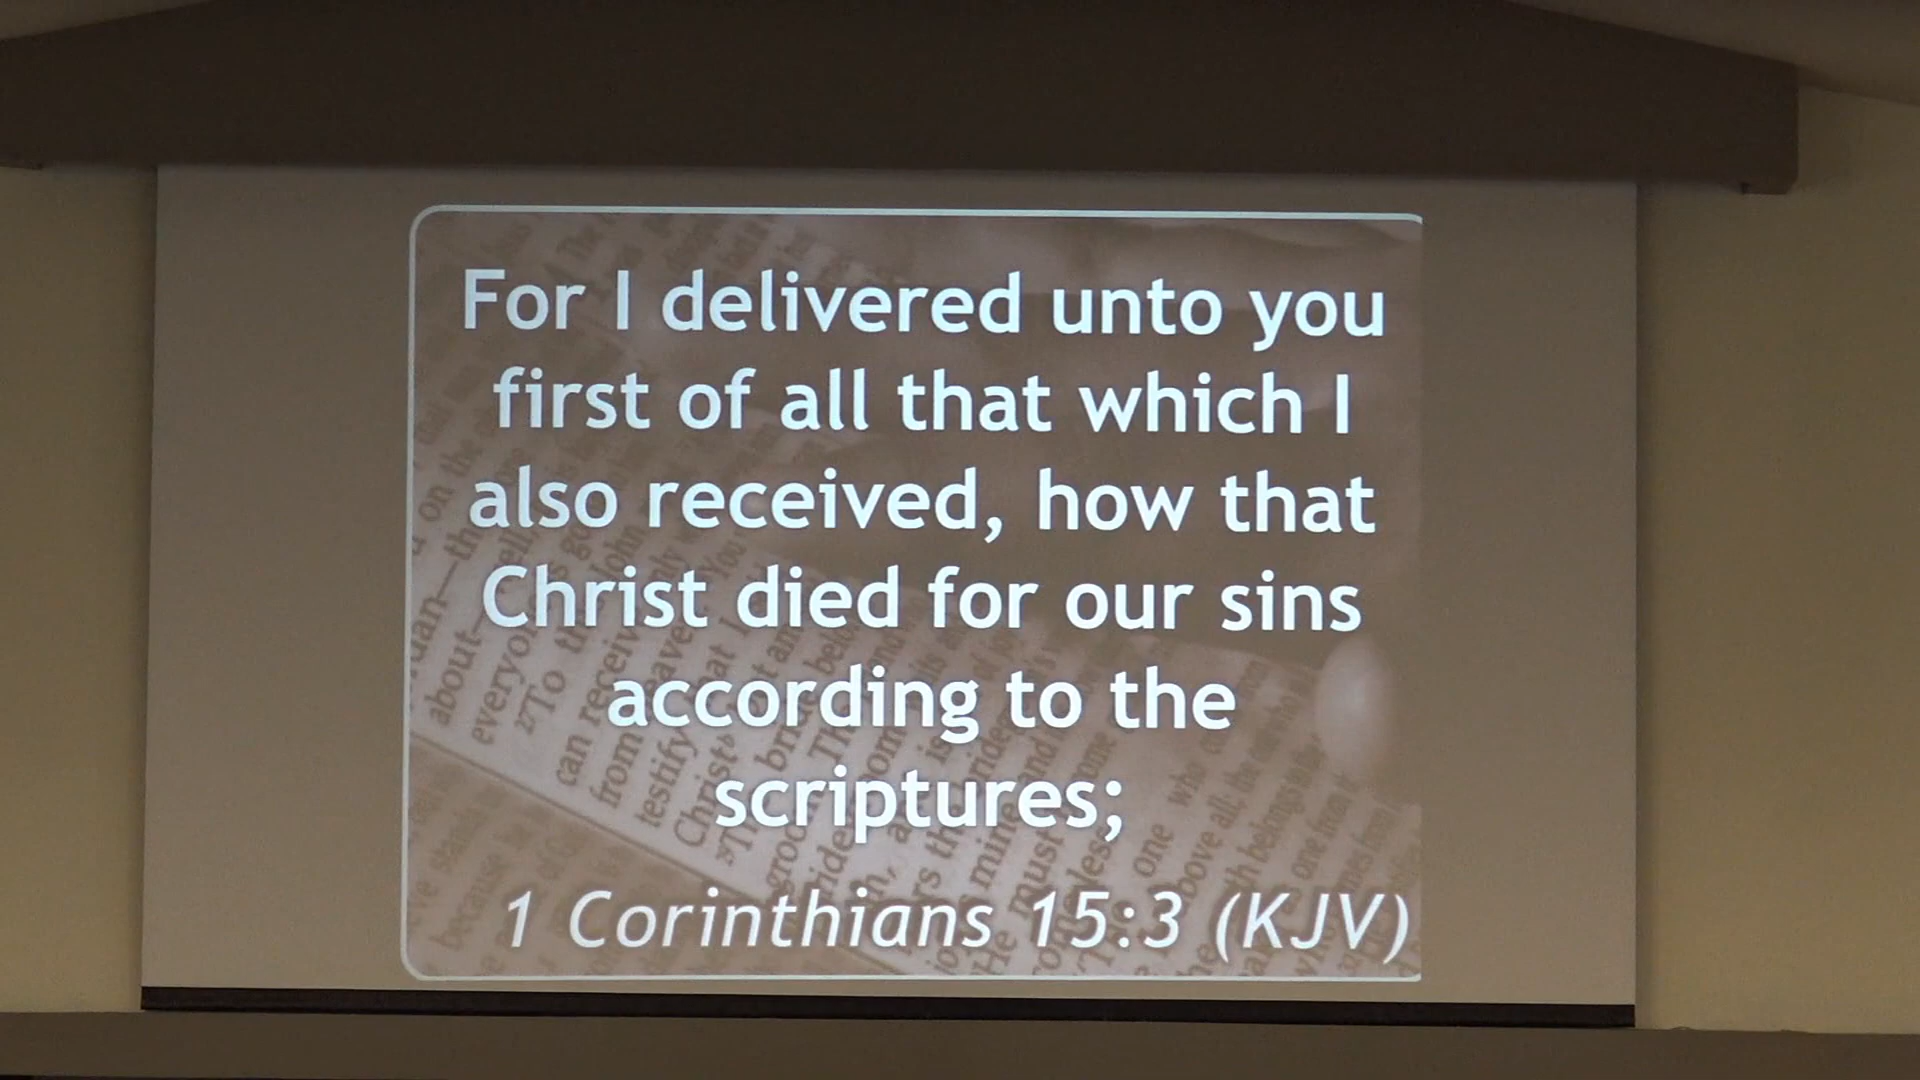 For I delivered unto you
first of all that which I
also received, how that
Christ died for our sins
according to the
scriptures;
1 Corinthians 15:3 (KJV)